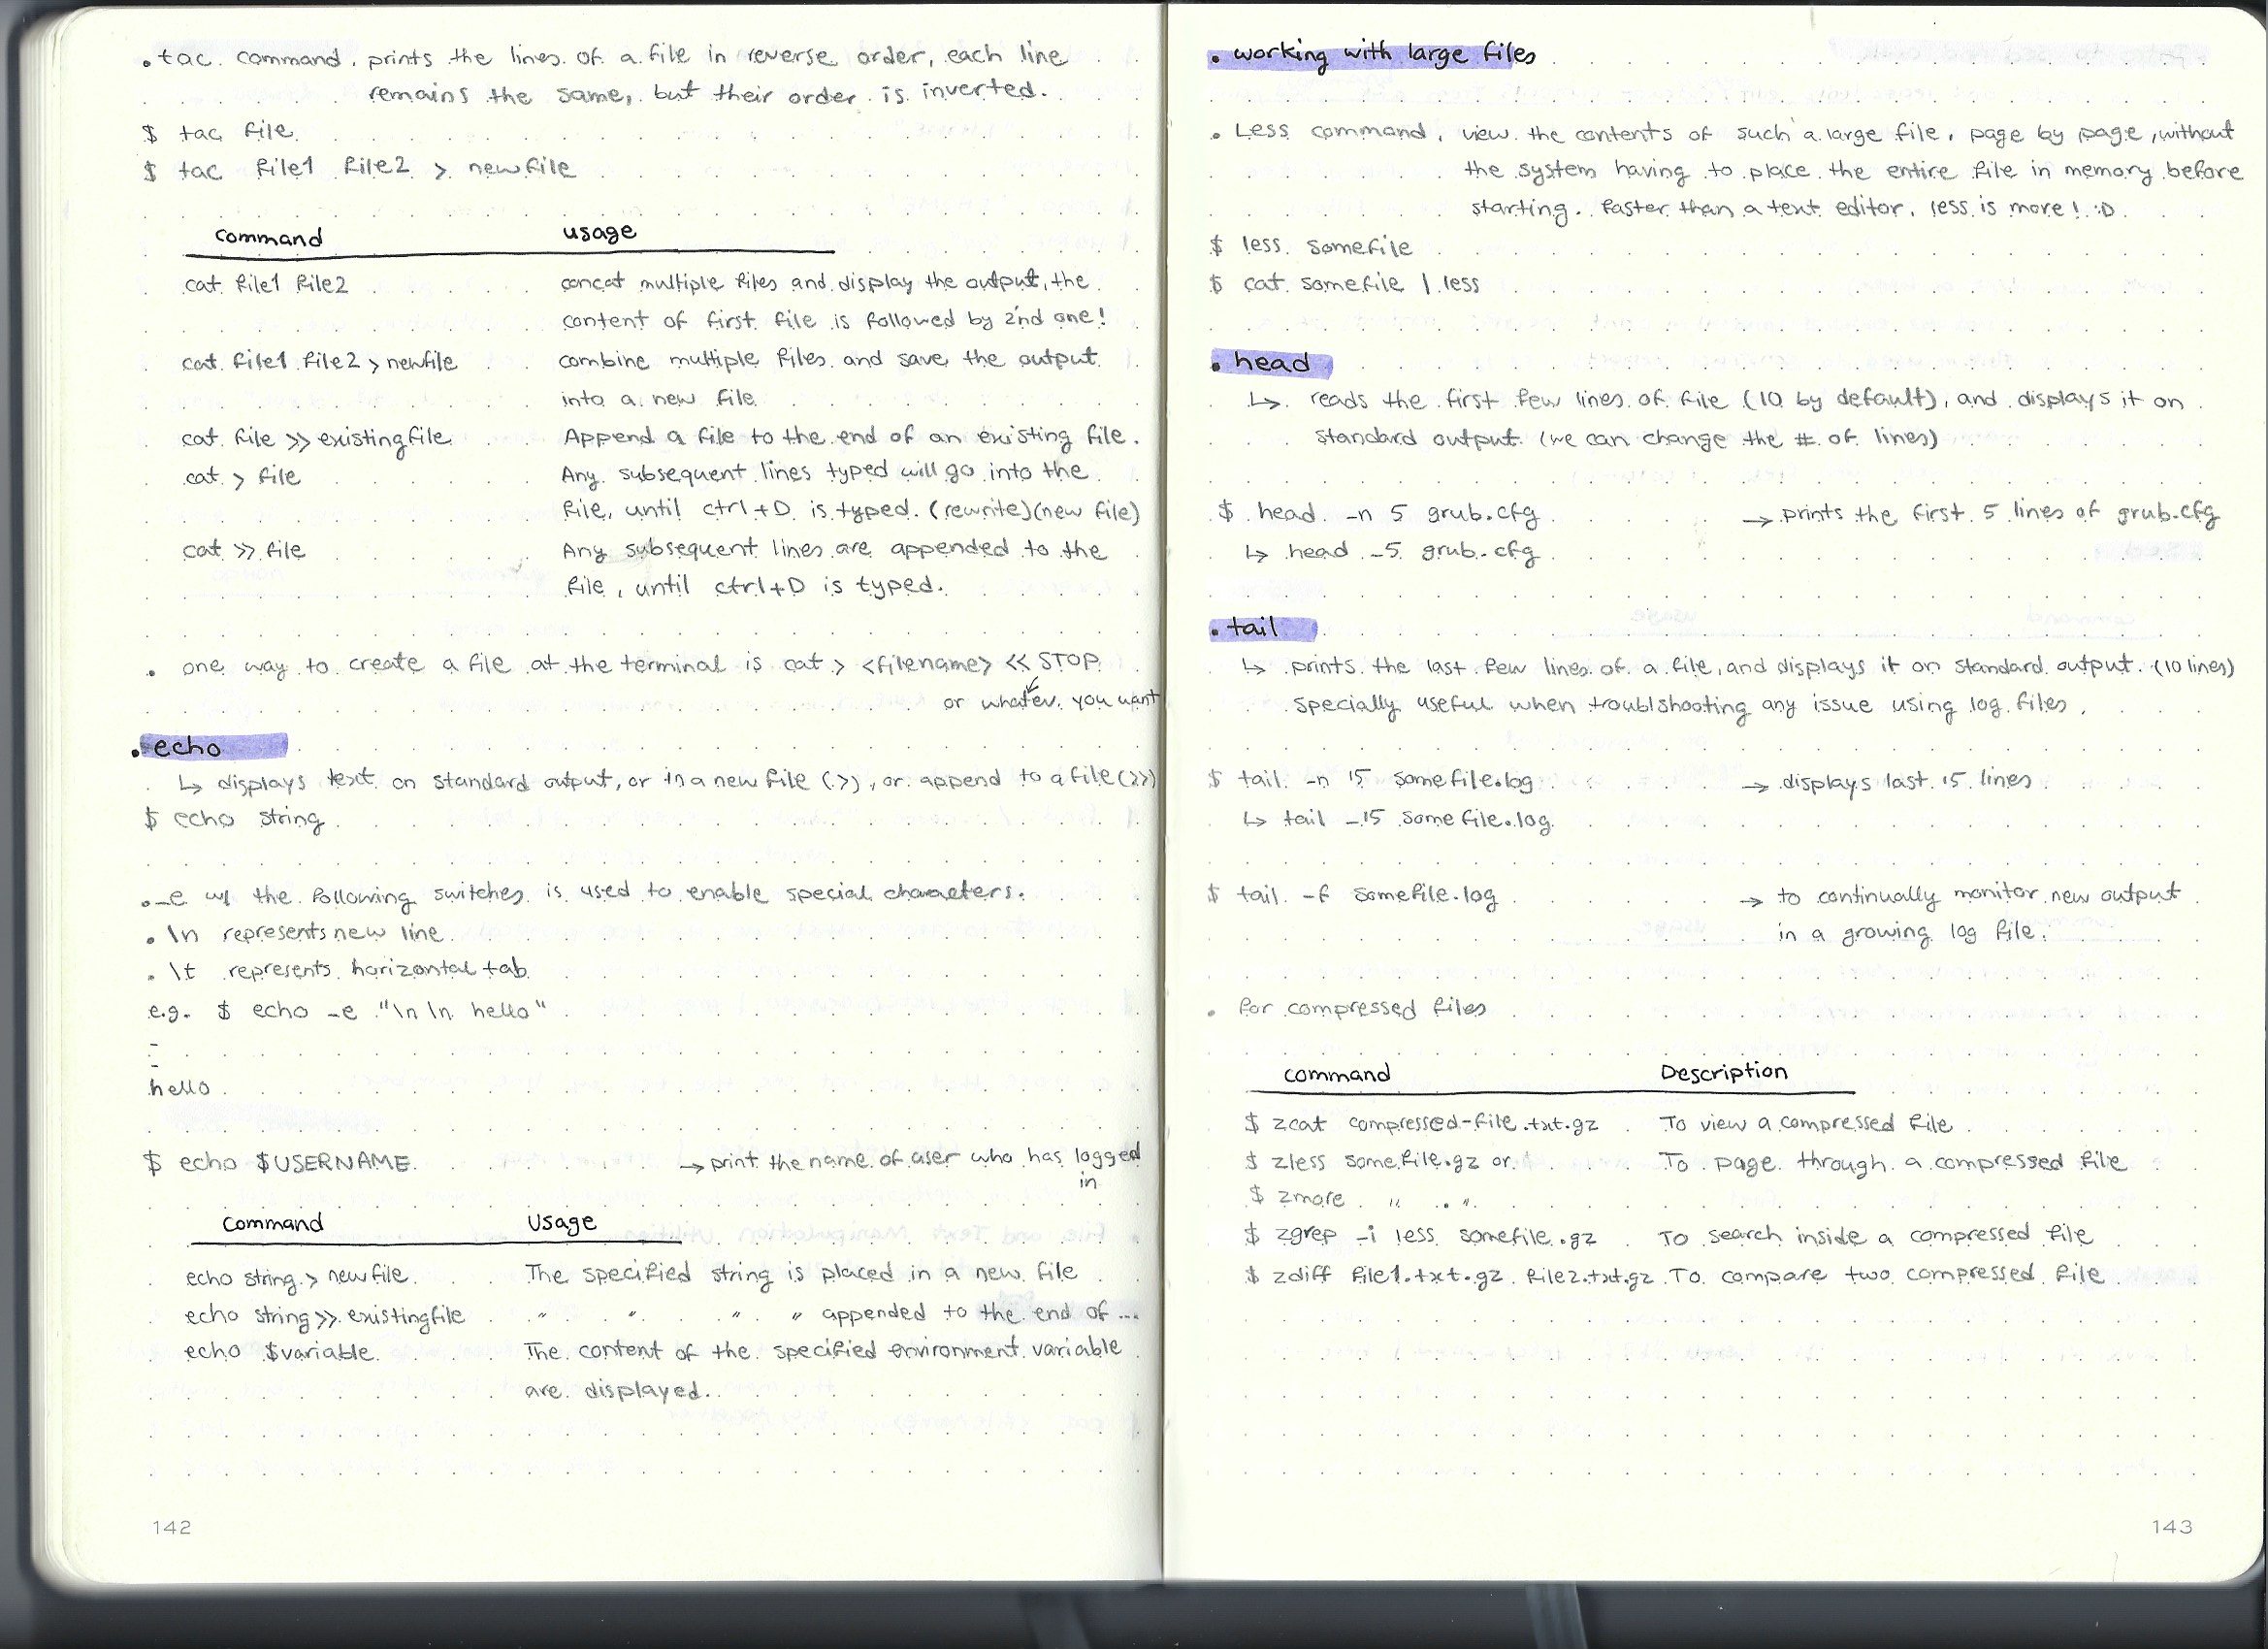 . tac command. prints the lines of a file in reverse order, each line
remains the same, but their order is inverted.
$ tac file
$ tac file1 file2 > newfile
command usage
cat file1 file2 concat multiple files and display the output, the
content of first file is followed by 2nd one!
cat file1 file2 > newfile combine multiple files and save the output
into a new file
cat file >> existingfile Append a file to the end of an existing file.
cat > file Any subsequent lines typed will go into the
file, until ctrl+D is typed. (rewrite)(new file)
cat >> file Any subsequent lines are appended to the
file, until ctrl+D is typed.
. one way to create a file at the terminal is cat > <filename> << STOP
or whatev. you want
. echo
↳ displays text on standard output, or in a new file (>), or append to a file (>>)
$ echo string
. -e w/ the following switches is used to enable special characters.
. \n represents new line
. \t represents horizontal tab
e.g. $ echo -e "\n \n hello"
-
-
hello
$ echo $USERNAME → print the name of user who has logged
in
command Usage
echo string > newfile The specified string is placed in a new file
echo string >> existingfile " " " " appended to the end of ...
echo $variable The content of the specified environment variable
are displayed.
142
. working with large files
. Less command. view the contents of such a large file, page by page, without
the system having to place the entire file in memory before
starting. Faster than a text editor. less is more! :D
$ less somefile
$ cat somefile | less
. head
↳ reads the first few lines of file (10 by default), and displays it on
standard output (we can change the # of lines)
$ head -n 5 grub.cfg → prints the first 5 lines of grub.cfg
↳ head -5 grub.cfg
. tail
↳ prints the last few lines of a file, and displays it on standard output. (10 lines)
specially useful when troublshooting any issue using log files.
$ tail -n 15 somefile.log → displays last 15 lines
↳ tail -15 somefile.log
$ tail -f somefile.log → to continually monitor new output
in a growing log file.
. for compressed files
command Description
$ zcat compressed-file.txt.gz To view a compressed file
$ zless somefile.gz or To page through a compressed file
$ zmore " "
$ zgrep -i less somefile.gz To search inside a compressed file
$ zdiff file1.txt.gz file2.txt.gz To compare two compressed file
143